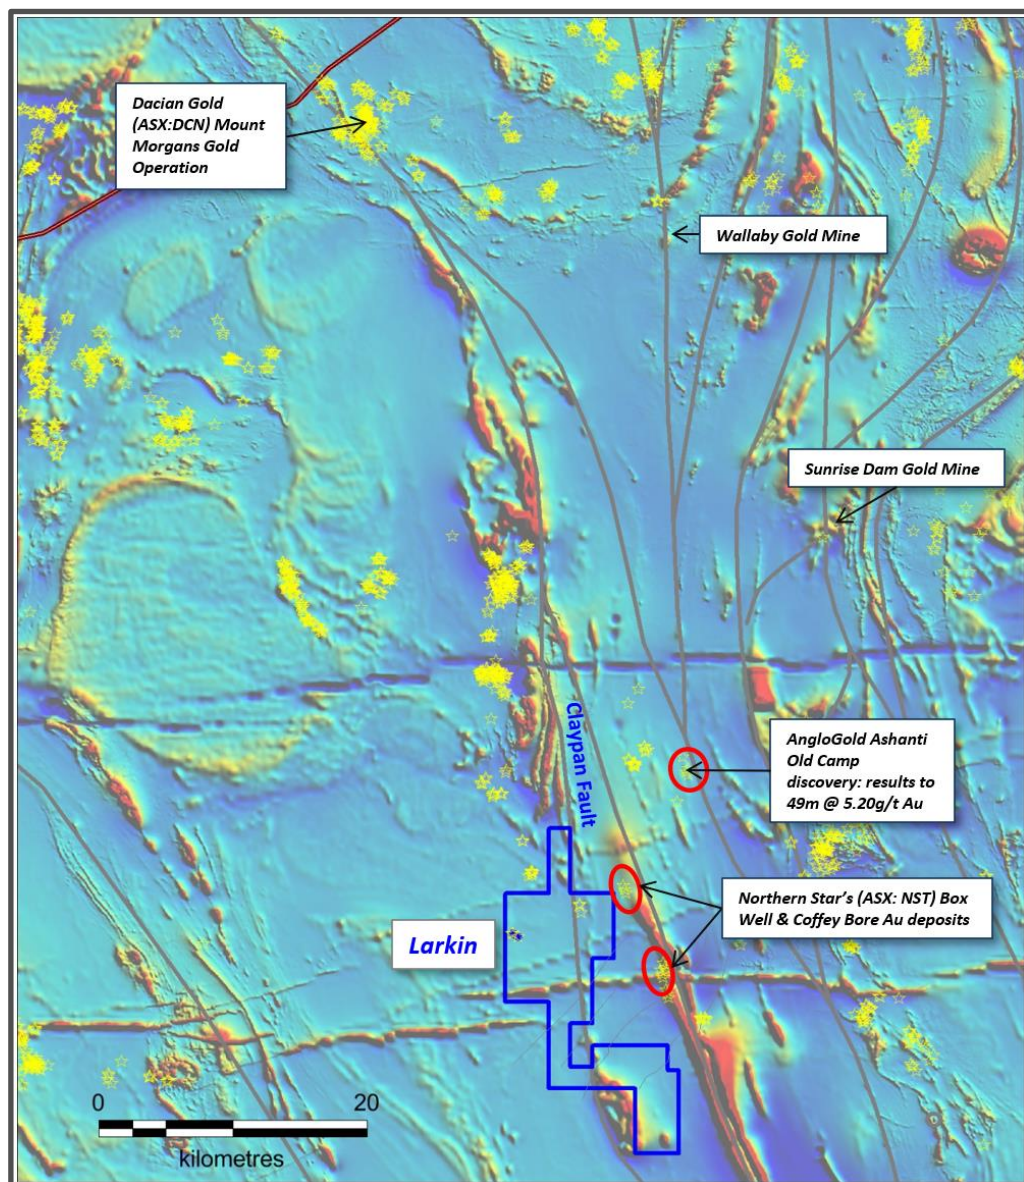 Dacian Gold
(ASX:DCN) Mount
Morgans Gold
Operation
Wallaby Gold Mine
Sunrise Dam Gold Mine
Claypan Fault
AngloGold Ashanti
Old Camp
discovery: results to
49m @ 5.20g/t Au
Northern Star's (ASX: NST) Box
Well & Coffey Bore Au deposits
Larkin
0 20
kilometres